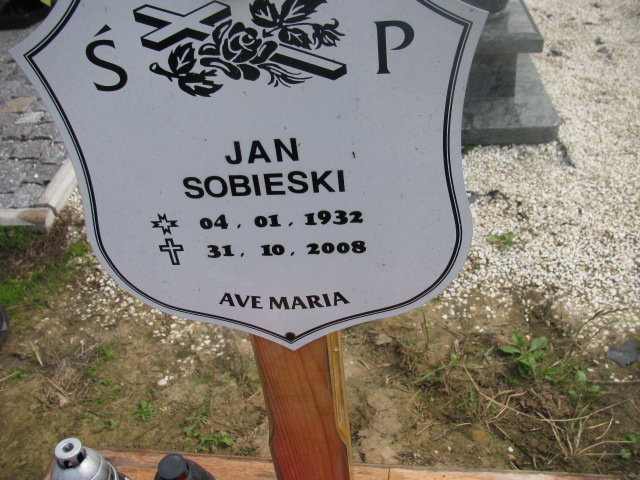 Ś P
JAN
SOBIESKI
04. 01. 1932
31. 10. 2008
AVE MARIA